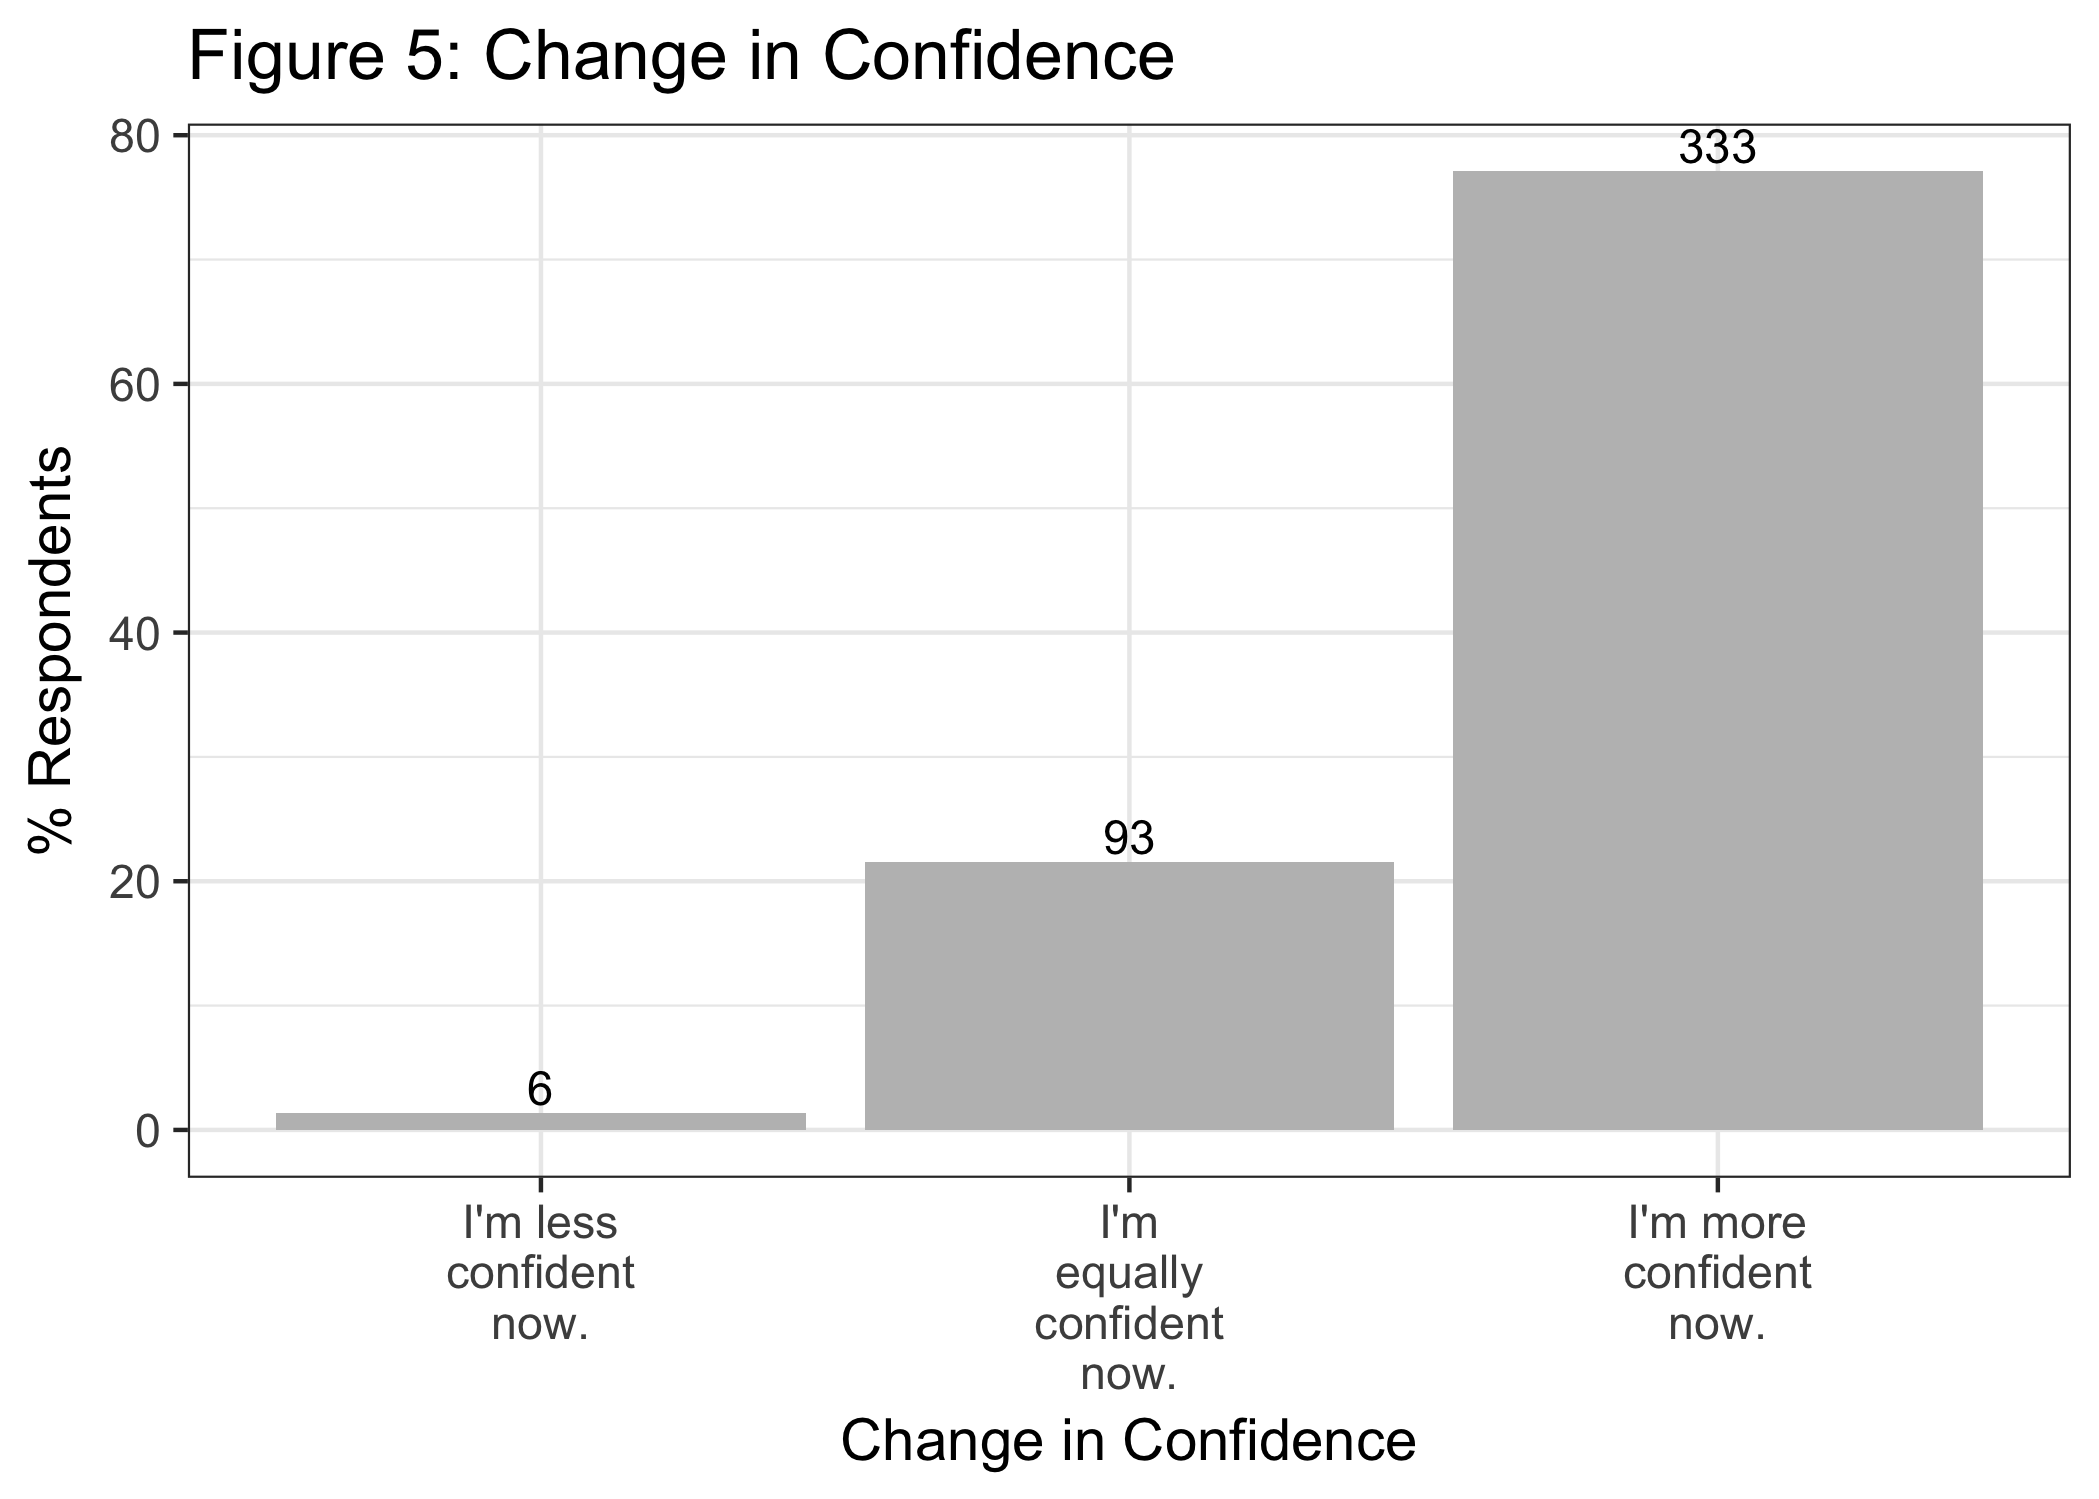 Figure 5: Change in Confidence
% Respondents
80
60
40
20
0
333
93
6
I'm less
confident
now.
I'm
equally
confident
now.
I'm more
confident
now.
Change in Confidence